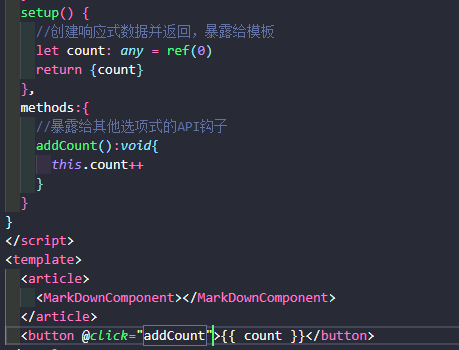 setup() {
//创建响应式数据并返回，暴露给模板
let count: any = ref(0)
return {count}
},
methods:{
//暴露给其他选项式的API钩子
addCount():void{
this.count++
}
}
}
</script>
<template>
<article>
<MarkDownComponent></MarkDownComponent>
</article>
<button @click="addCount">{{ count }}</button>